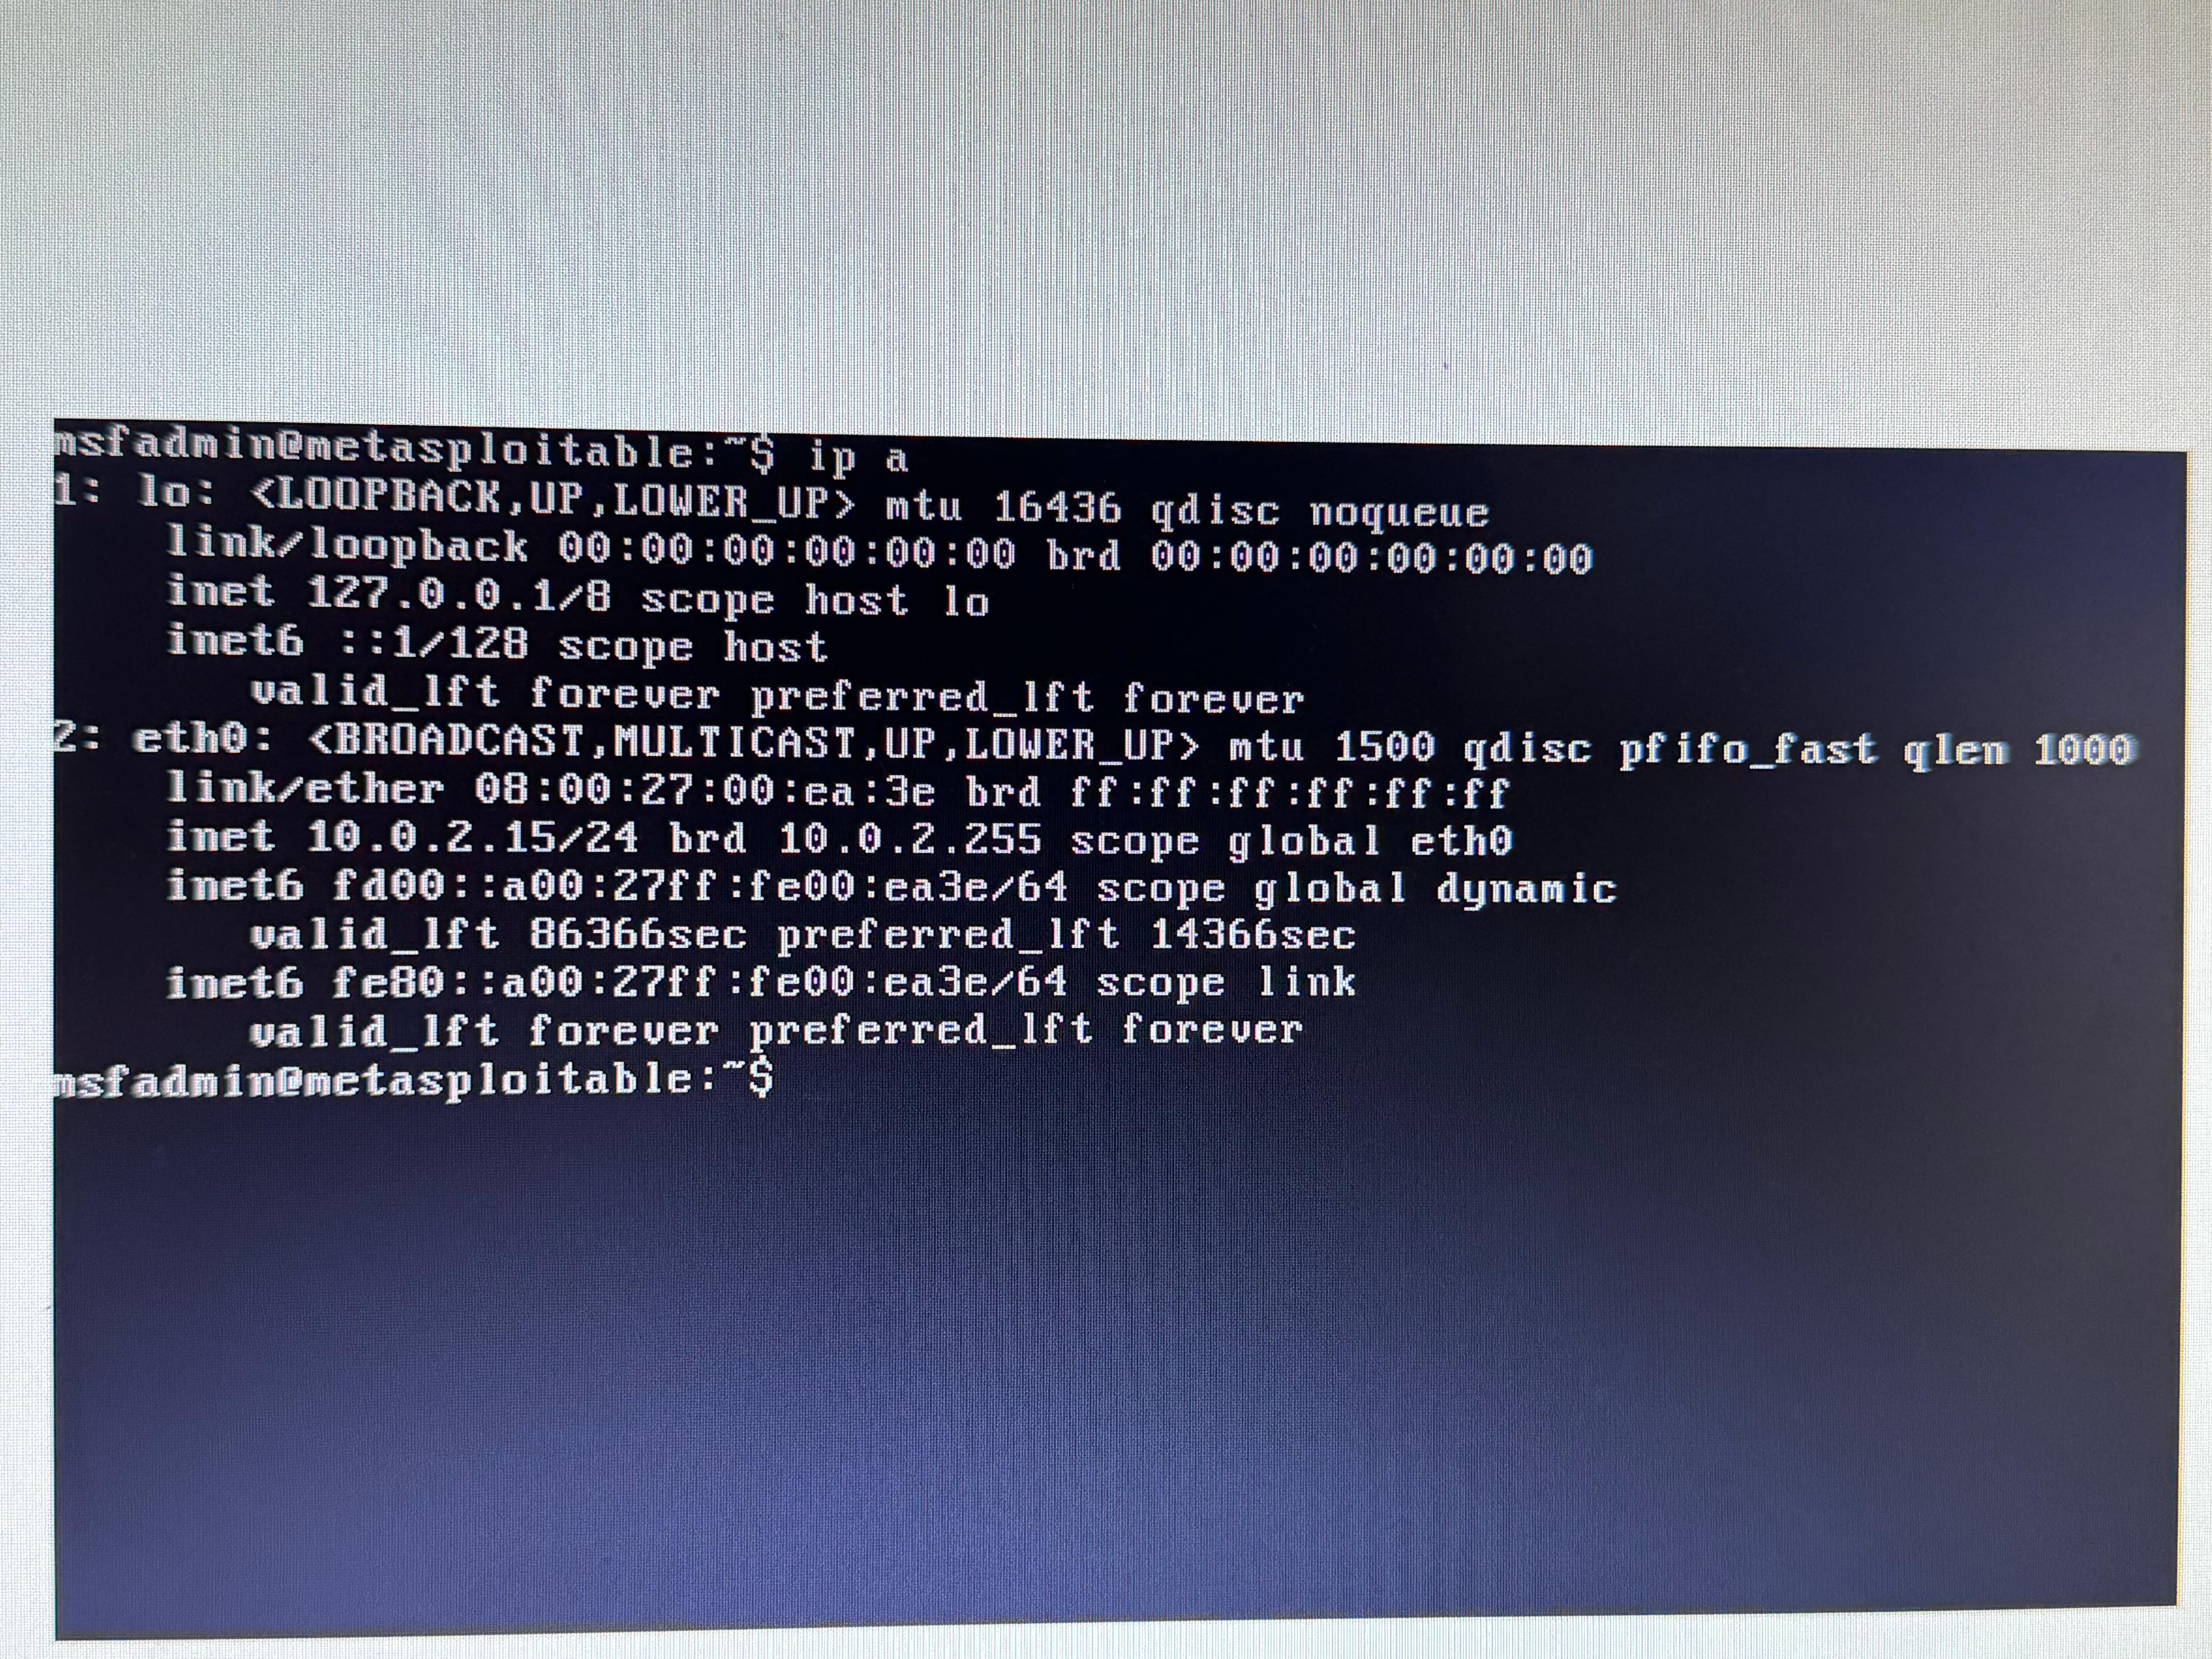 msfadmin@metasploitable:~$ ip a
1: lo: <LOOPBACK,UP,LOWER_UP> mtu 16436 qdisc noqueue
    link/loopback 00:00:00:00:00:00 brd 00:00:00:00:00:00
    inet 127.0.0.1/8 scope host lo
    inet6 ::1/128 scope host
       valid_lft forever preferred_lft forever
2: eth0: <BROADCAST,MULTICAST,UP,LOWER_UP> mtu 1500 qdisc pfifo_fast qlen 1000
    link/ether 08:00:27:00:ea:3e brd ff:ff:ff:ff:ff:ff
    inet 10.0.2.15/24 brd 10.0.2.255 scope global eth0
    inet6 fd00::a00:27ff:fe00:ea3e/64 scope global dynamic
       valid_lft 86366sec preferred_lft 14366sec
    inet6 fe80::a00:27ff:fe00:ea3e/64 scope link
       valid_lft forever preferred_lft forever
msfadmin@metasploitable:~$